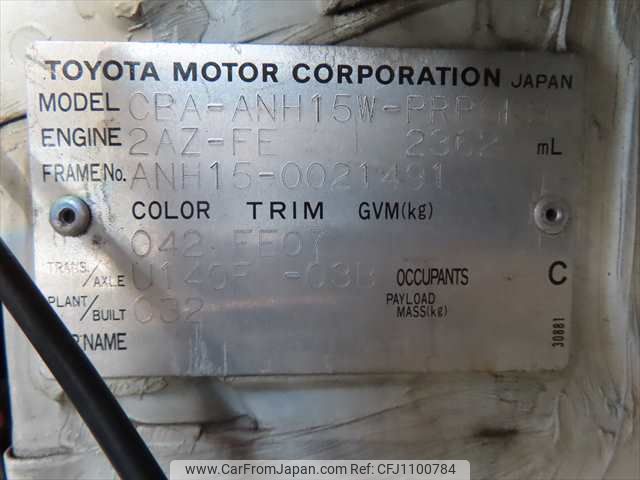 TOYOTA MOTOR CORPORATION JAPAN
MODEL CBA-ANH15W-PRP
ENGINE 2AZ-FE 2362 mL
FRAME No. ANH15-0021491
COLOR TRIM GVM(kg)
042 FE07
TRANS/AXLE U140F -03B OCCUPANTS C
PLANT/BUILT 032 PAYLOAD MASS(kg)
NAME
30881
www.CarFromJapan.com | Photo ID: CFJ1100784